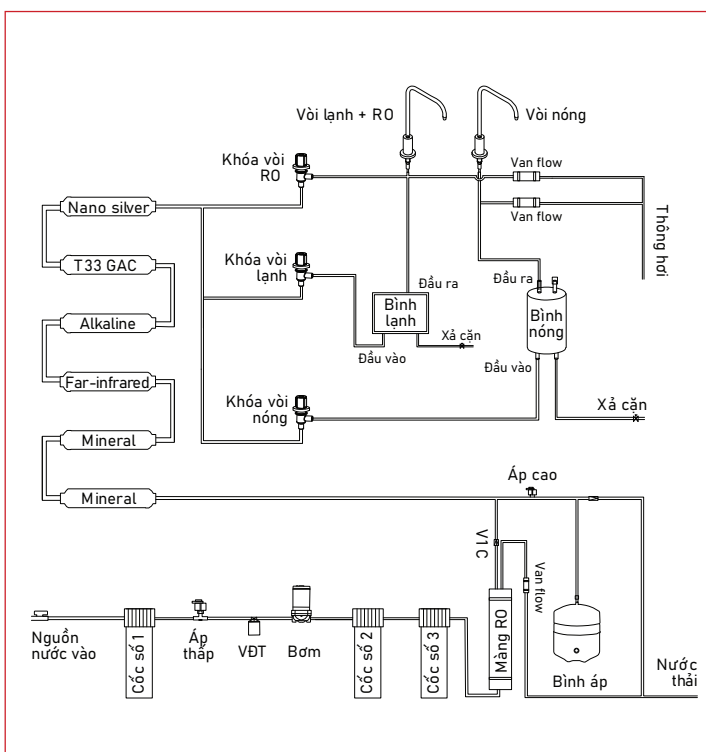 Vòi lạnh + RO
Vòi nóng
Khóa vòi
RO
Van flow
Nano silver
Van flow
Thông hơi
T33 GAC
Khóa vòi
lạnh
Đầu ra
Đầu ra
Bình
lạnh
Bình
nóng
Alkaline
Xả cặn
Đầu vào
Đầu vào
Far-infrared
Khóa vòi
nóng
Xả cặn
Mineral
Áp cao
Mineral
V1C
Van flow
Màng RO
Nguồn
nước vào
Cốc số 1
Áp
thấp
VĐT
Bơm
Cốc số 2
Cốc số 3
Bình áp
Nước
thải